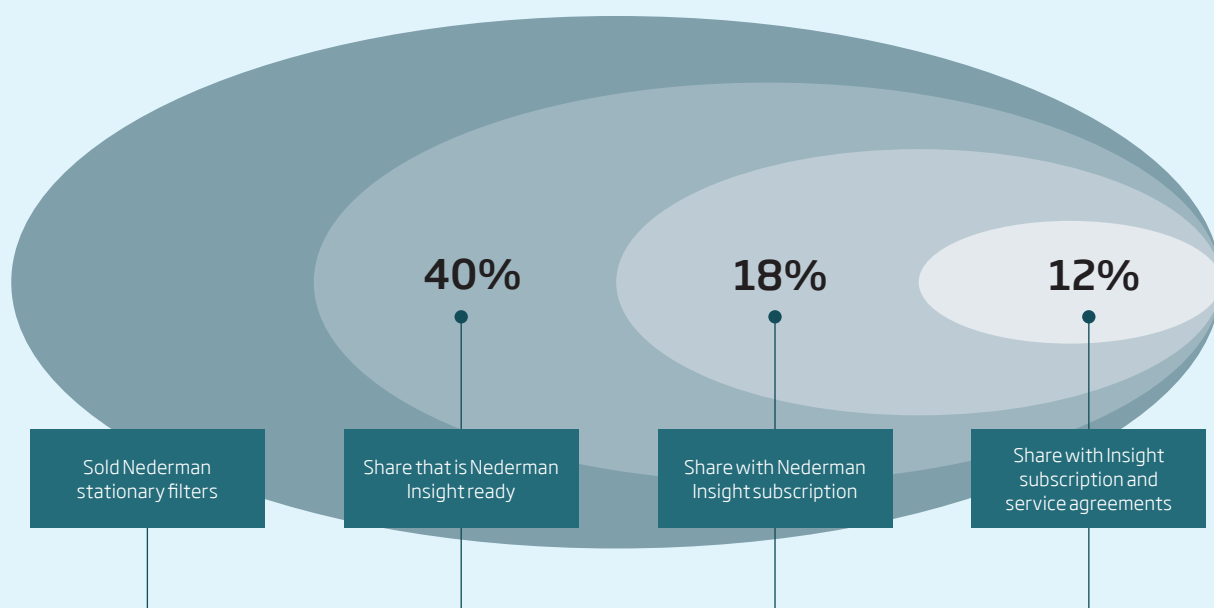 40%
18%
12%
Sold Nederman
stationary filters
Share that is Nederman
Insight ready
Share with Nederman
Insight subscription
Share with Insight
subscription and
service agreements